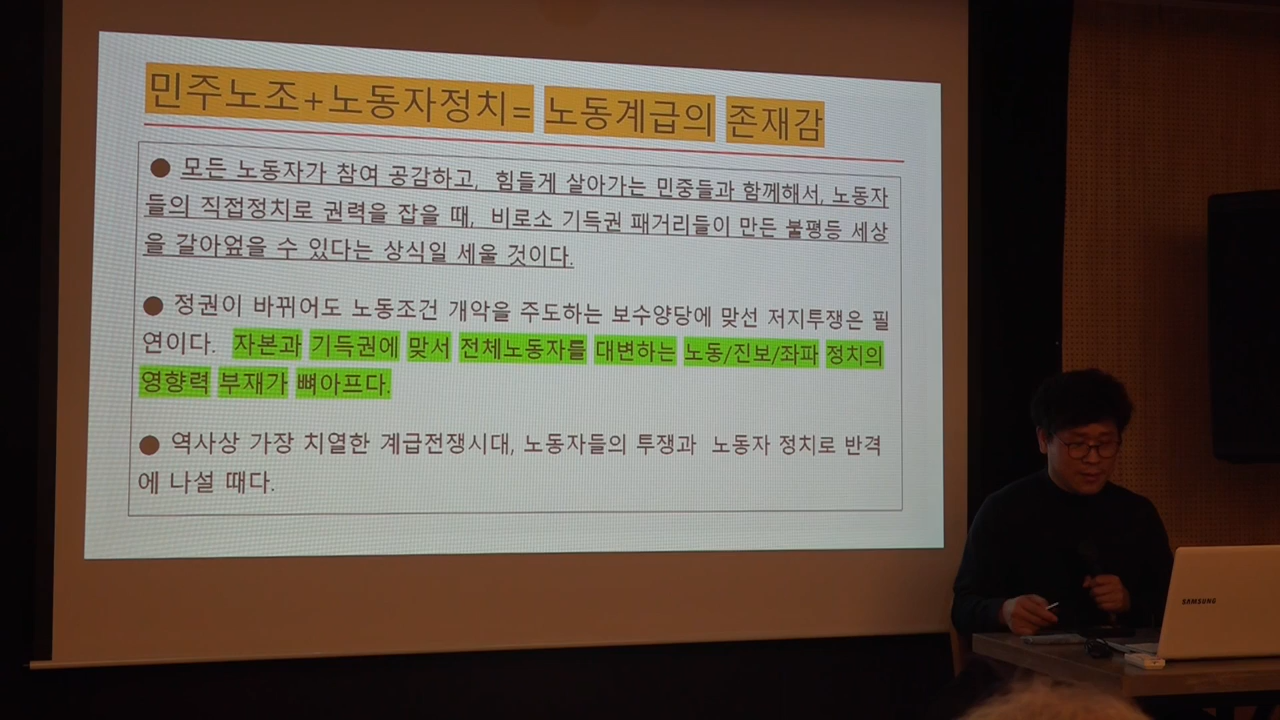 민주노조+노동자정치= 노동계급의 존재감
● 모든 노동자가 참여 공감하고, 힘들게 살아가는 민중들과 함께해서, 노동자
들의 직접정치로 권력을 잡을 때, 비로소 기득권 패거리들이 만든 불평등 세상
을 갈아엎을 수 있다는 상식일 세울 것이다.
● 정권이 바뀌어도 노동조건 개악을 주도하는 보수양당에 맞선 저지투쟁은 필
연이다. 자본과 기득권에 맞서 전체노동자를 대변하는 노동/진보/좌파 정치의
영향력 부재가 뼈아프다.
● 역사상 가장 치열한 계급전쟁시대, 노동자들의 투쟁과 노동자 정치로 반격
에 나설 때다.
SAMSUNG